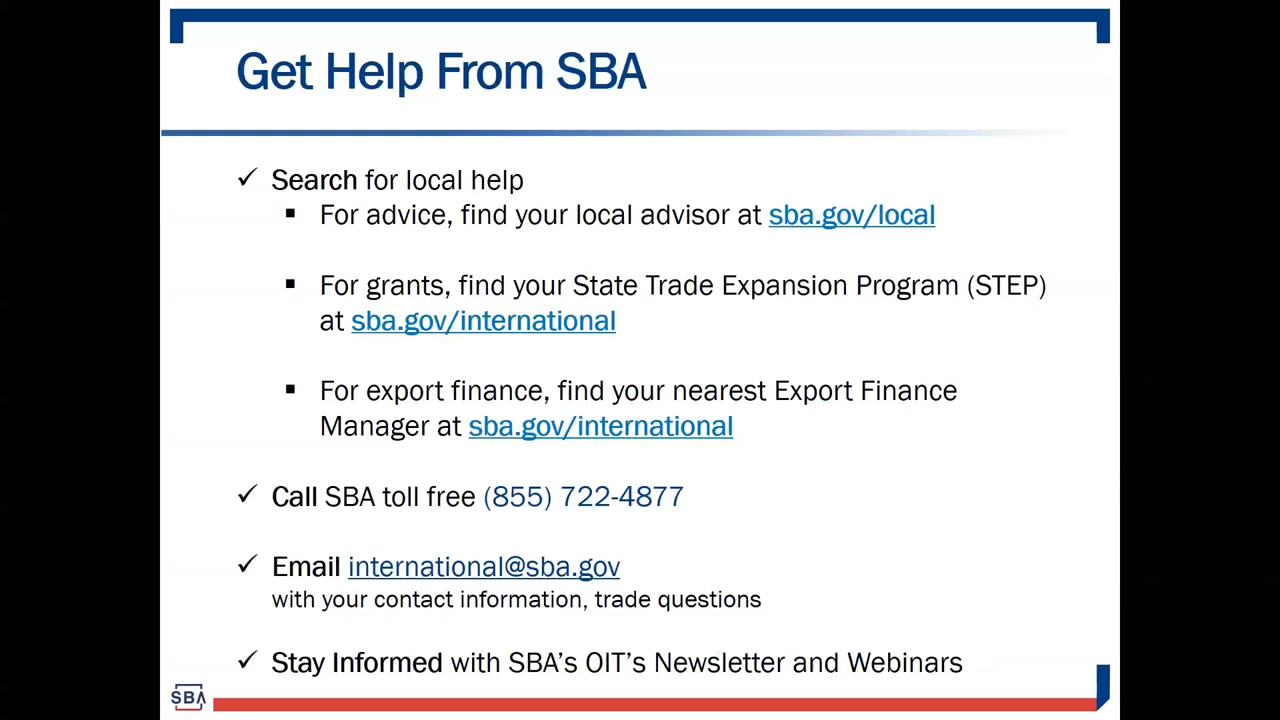 Get Help From SBA
✓ Search for local help
▪ For advice, find your local advisor at sba.gov/local
▪ For grants, find your State Trade Expansion Program (STEP)
at sba.gov/international
▪ For export finance, find your nearest Export Finance
Manager at sba.gov/international
✓ Call SBA toll free (855) 722-4877
✓ Email international@sba.gov
with your contact information, trade questions
✓ Stay Informed with SBA’s OIT’s Newsletter and Webinars
SBA